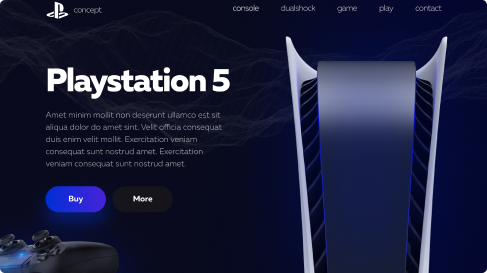 concept
console dualshock game play contact
Playstation 5
Amet minim mollit non deserunt ullamco est sit
aliqua dolor do amet sint. Velit officia consequat
duis enim velit mollit. Exercitation veniam
consequat sunt nostrud amet. Exercitation
veniam consequat sunt nostrud amet.
Buy More